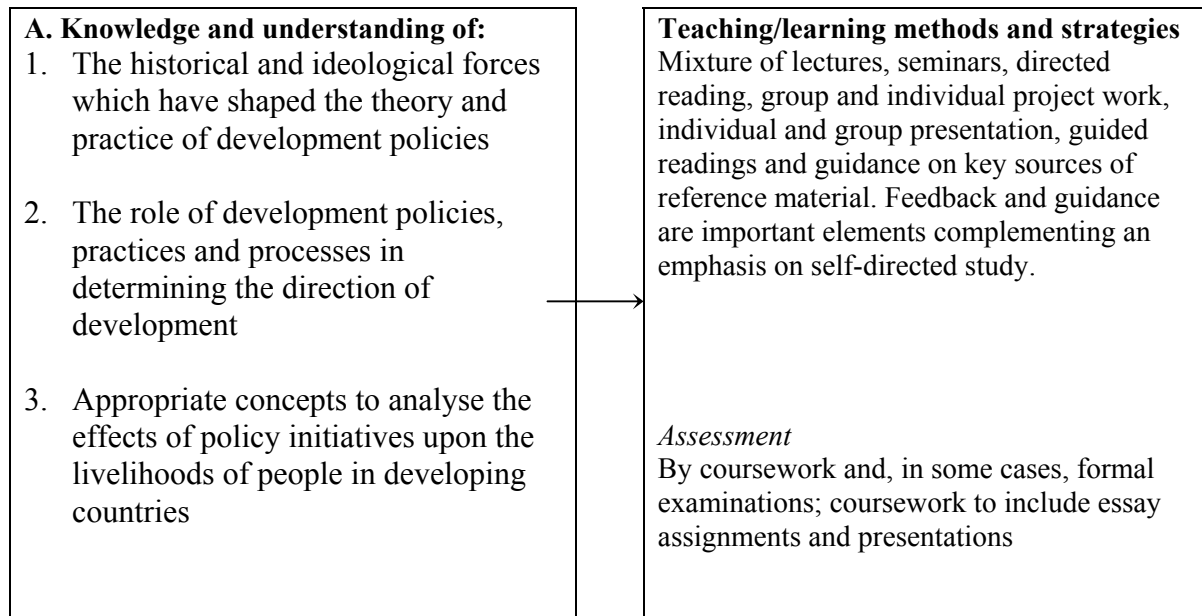 A. Knowledge and understanding of:
1. The historical and ideological forces
which have shaped the theory and
practice of development policies
2. The role of development policies,
practices and processes in
determining the direction of
development
3. Appropriate concepts to analyse the
effects of policy initiatives upon the
livelihoods of people in developing
countries
Teaching/learning methods and strategies
Mixture of lectures, seminars, directed
reading, group and individual project work,
individual and group presentation, guided
readings and guidance on key sources of
reference material. Feedback and guidance
are important elements complementing an
emphasis on self-directed study.
Assessment
By coursework and, in some cases, formal
examinations; coursework to include essay
assignments and presentations